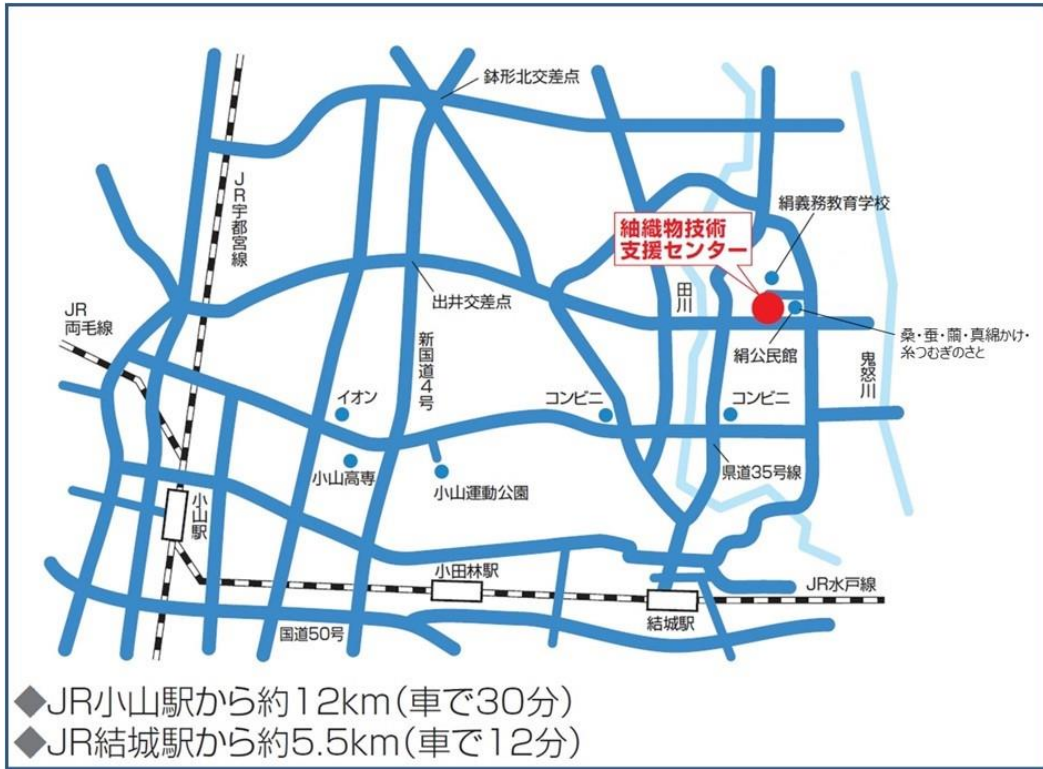 鉢形北交差点
JR宇都宮線
絹義務教育学校
紬織物技術
支援センター
田川
出井交差点
JR
両毛線
新国道4号
絹公民館
桑・蚕・繭・真綿かけ・
糸つむぎのさと
鬼怒川
イオン
コンビニ
コンビニ
小山高専
小山運動公園
県道35号線
小山駅
小田林駅
JR水戸線
国道50号
結城駅
◆JR小山駅から約12km(車で30分)
◆JR結城駅から約5.5km(車で12分)